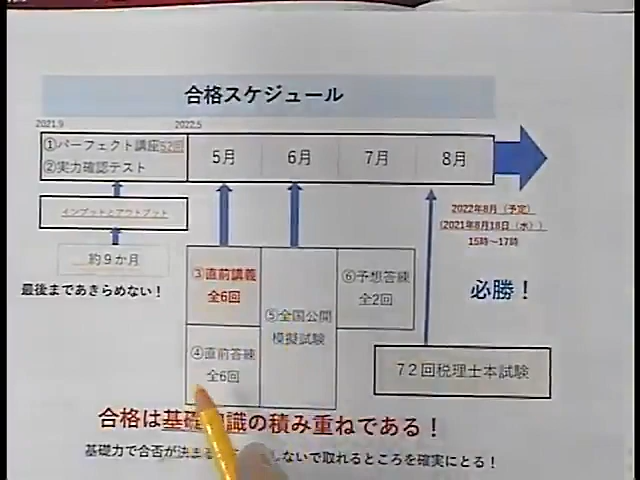 合格スケジュール
2021.9
2022.5
①パーフェクト講座52回
②実力確認テスト
5月
6月
7月
8月
インプットとアウトプット
約9か月
最後まであきらめない！
③直前講義
全6回
④直前答練
全6回
⑤全国公開
模擬試験
⑥予想答練
全2回
2022年8月（予定）
(2021年8月18日（水））
15時～17時
必勝！
72回税理士本試験
合格は基礎 識の積み重ねである！
基礎力で合否が決ま しないで取れるところを確実にとる！